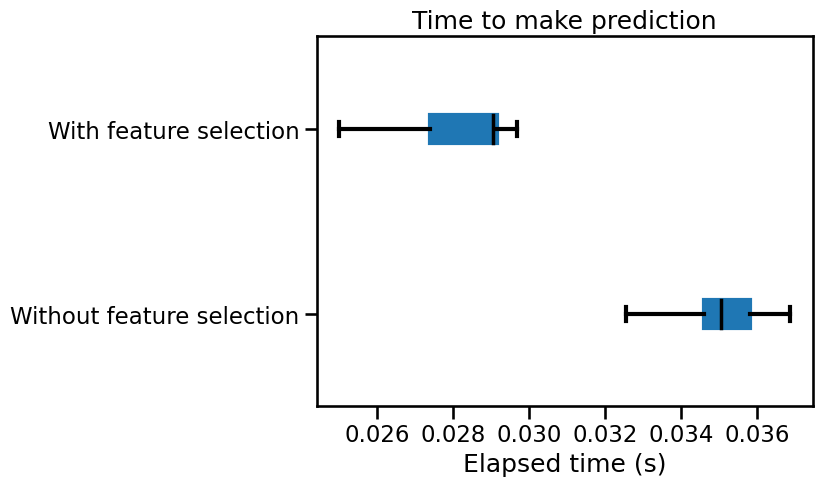 Time to make prediction
With feature selection
Without feature selection
0.026 0.028 0.030 0.032 0.034 0.036
Elapsed time (s)